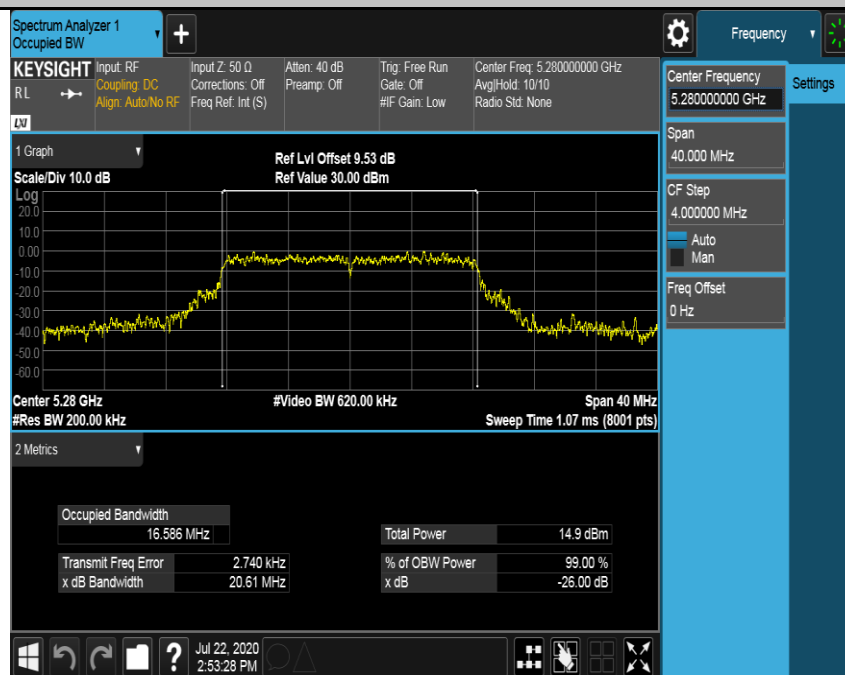 Spectrum Analyzer 1
Occupied BW
+
Frequency
KEYSIGHT
RL
LXI
Input: RF
Coupling: DC
Align: Auto/No RF
Input Z: 50 Ω
Corrections: Off
Freq Ref: Int (S)
Atten: 40 dB
Preamp: Off
Trig: Free Run
Gate: Off
#IF Gain: Low
Center Freq: 5.280000000 GHz
Avg|Hold: 10/10
Radio Std: None
Center Frequency
5.280000000 GHz
Settings
Span
40.000 MHz
CF Step
4.000000 MHz
Auto
Man
Freq Offset
0 Hz
1 Graph
Scale/Div 10.0 dB
Ref Lvl Offset 9.53 dB
Ref Value 30.00 dBm
Log
20.0
10.0
0.00
-10.0
-20.0
-30.0
-40.0
-50.0
-60.0
Center 5.28 GHz
#Video BW 620.00 kHz
Span 40 MHz
#Res BW 200.00 kHz
Sweep Time 1.07 ms (8001 pts)
2 Metrics
Occupied Bandwidth
16.586 MHz
Total Power 14.9 dBm
Transmit Freq Error 2.740 kHz
% of OBW Power 99.00 %
x dB Bandwidth 20.61 MHz
x dB -26.00 dB
?
Jul 22, 2020
2:53:28 PM